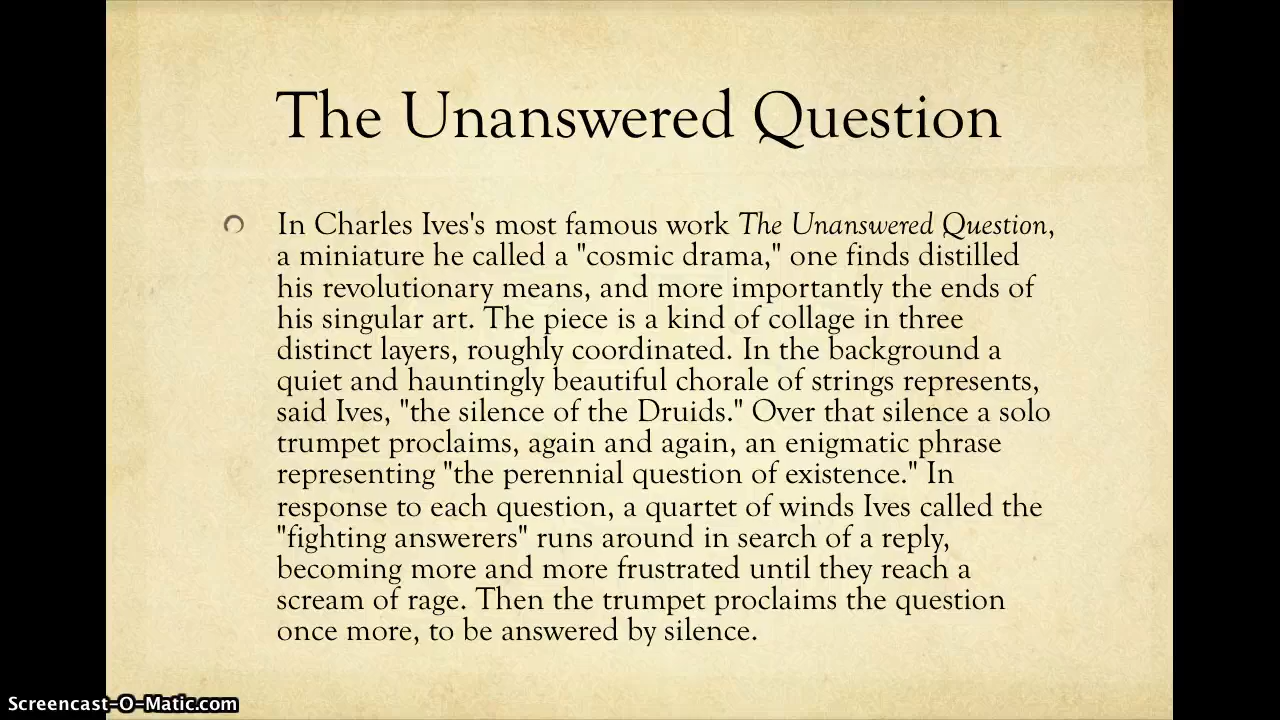 The Unanswered Question
In Charles Ives's most famous work The Unanswered Question,
a miniature he called a "cosmic drama," one finds distilled
his revolutionary means, and more importantly the ends of
his singular art. The piece is a kind of collage in three
distinct layers, roughly coordinated. In the background a
quiet and hauntingly beautiful chorale of strings represents,
said Ives, "the silence of the Druids." Over that silence a solo
trumpet proclaims, again and again, an enigmatic phrase
representing "the perennial question of existence." In
response to each question, a quartet of winds Ives called the
"fighting answerers" runs around in search of a reply,
becoming more and more frustrated until they reach a
scream of rage. Then the trumpet proclaims the question
once more, to be answered by silence.
Screencast-O-Matic.com